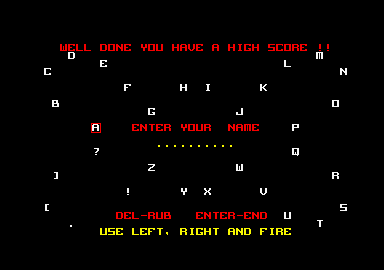 WELL DONE YOU HAVE A HIGH SCORE !!
D M
E L
C N
F H I K
B O
G J
A ENTER YOUR NAME P
..........
? Q
Z W
] R
! Y X V
[ S
DEL-RUB ENTER-END U
. T
USE LEFT, RIGHT AND FIRE